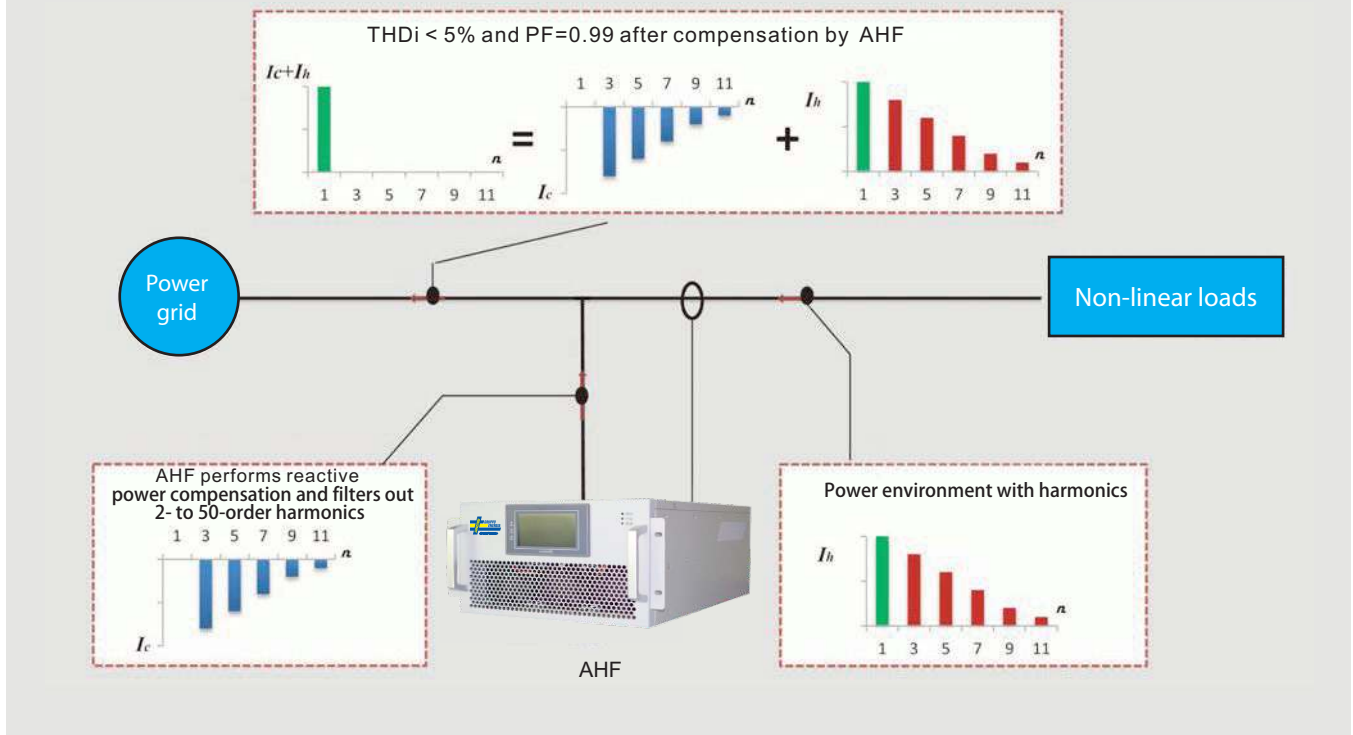 THDi < 5% and PF=0.99 after compensation by AHF
Ic+Ih
n
1 3 5 7 9 11
=
1 3 5 7 9 11
n
Ic
+
Ih
n
1 3 5 7 9 11
Power
grid
Non-linear loads
AHF performs reactive
power compensation and filters out
2- to 50-order harmonics
1 3 5 7 9 11
n
Ic
AHF
Power environment with harmonics
Ih
n
1 3 5 7 9 11